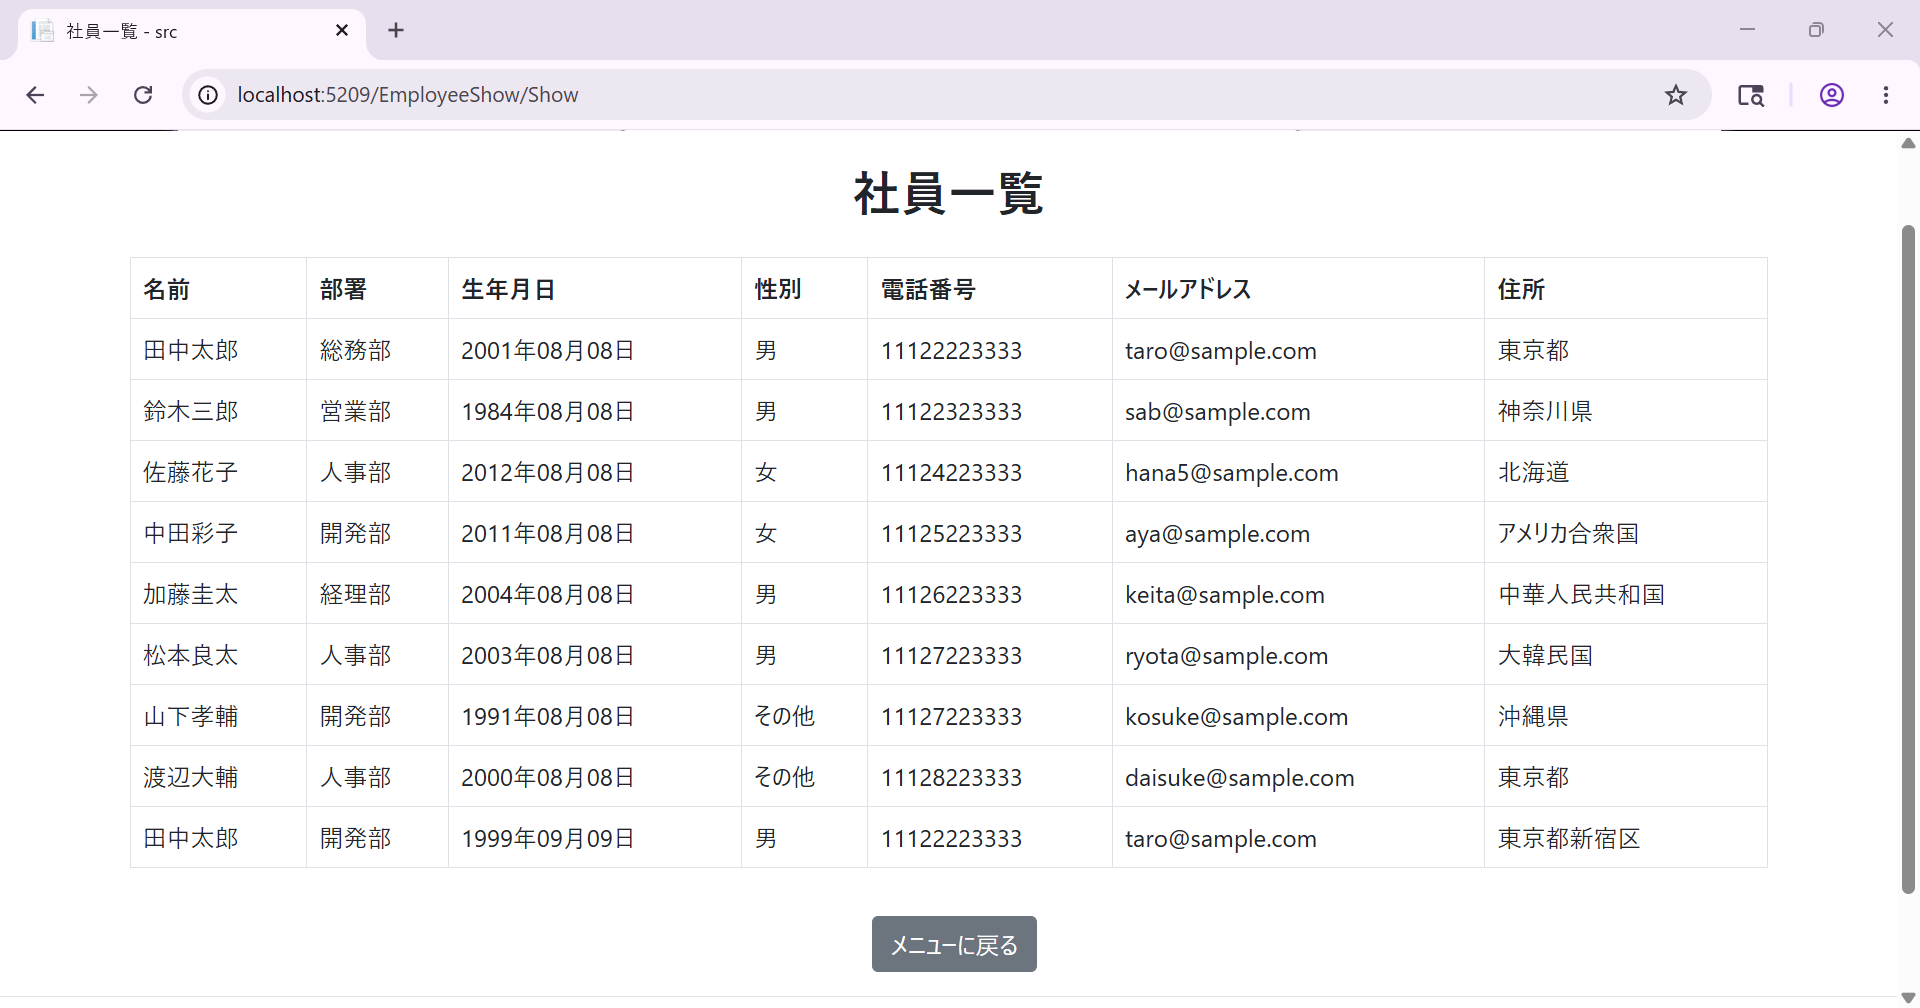 社員一覧 - src
localhost:5209/EmployeeShow/Show
社員一覧
名前 部署 生年月日 性別 電話番号 メールアドレス 住所
田中太郎 総務部 2001年08月08日 男 11122223333 taro@sample.com 東京都
鈴木三郎 営業部 1984年08月08日 男 11122323333 sab@sample.com 神奈川県
佐藤花子 人事部 2012年08月08日 女 11124223333 hana5@sample.com 北海道
中田彩子 開発部 2011年08月08日 女 11125223333 aya@sample.com アメリカ合衆国
加藤圭太 経理部 2004年08月08日 男 11126223333 keita@sample.com 中華人民共和国
松本良太 人事部 2003年08月08日 男 11127223333 ryota@sample.com 大韓民国
山下孝輔 開発部 1991年08月08日 その他 11127223333 kosuke@sample.com 沖縄県
渡辺大輔 人事部 2000年08月08日 その他 11128223333 daisuke@sample.com 東京都
田中太郎 開発部 1999年09月09日 男 11122223333 taro@sample.com 東京都新宿区
メニューに戻る